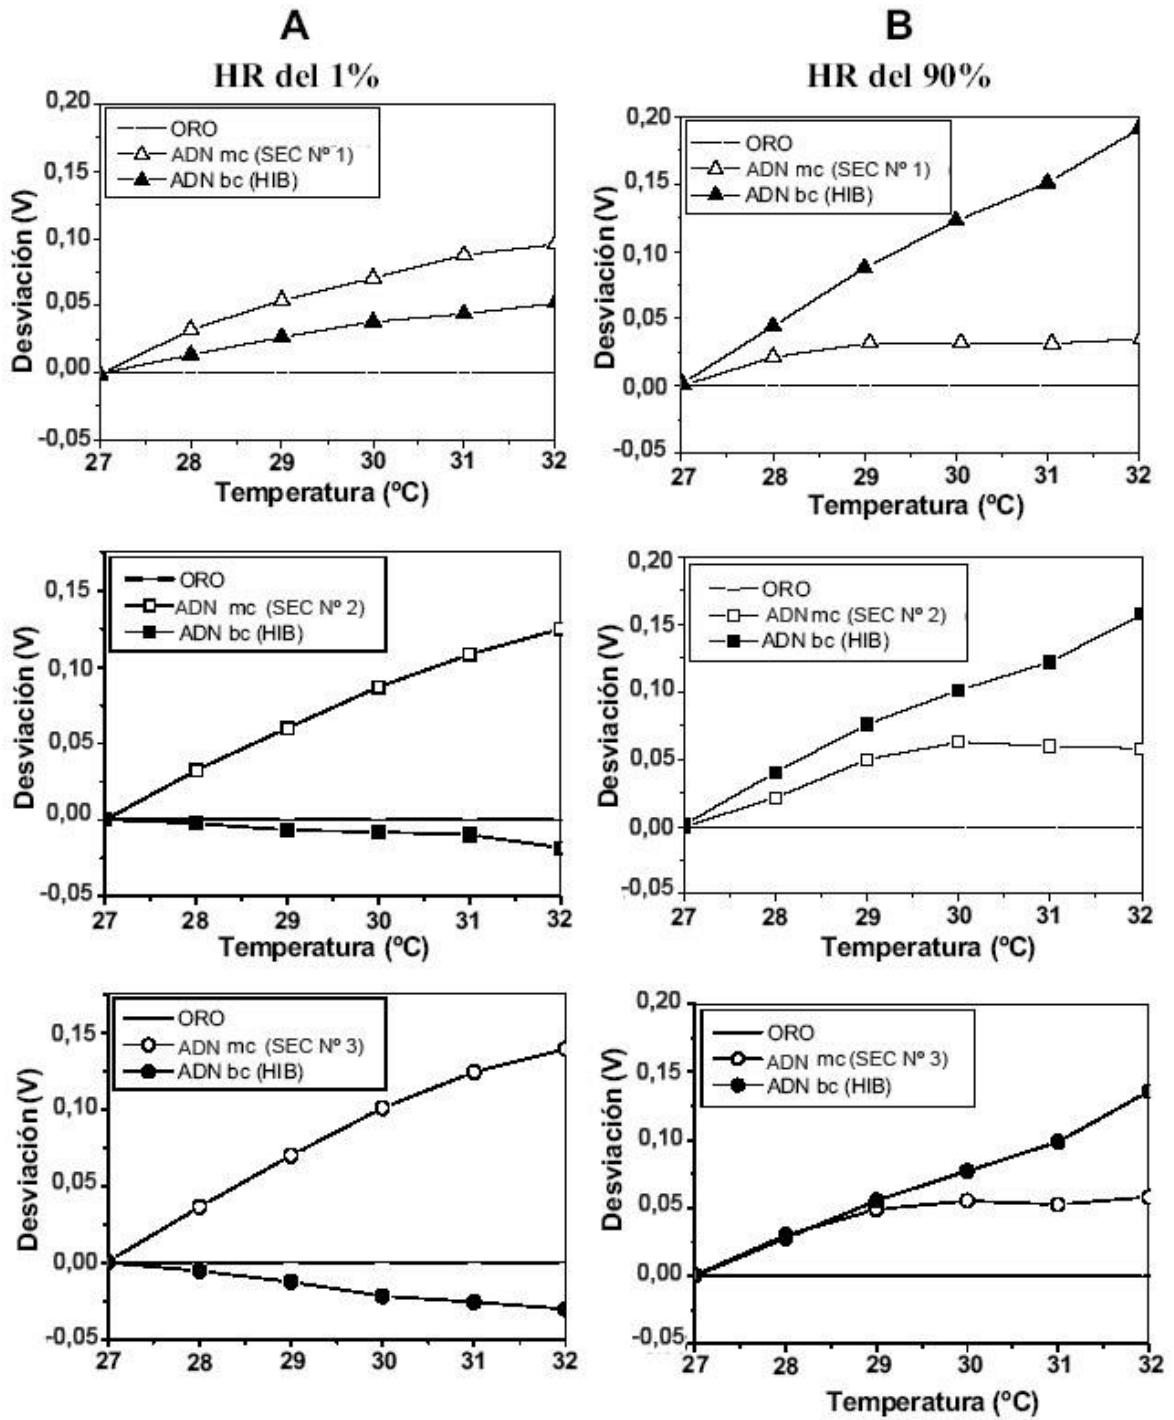 A
HR del 1%
0,20
0,15
0,10
0,05
0,00
-0,05
Desviación (V)
ORO
ADN mc (SEC Nº 1)
ADN bc (HIB)
27 28 29 30 31 32
Temperatura (ºC)
B
HR del 90%
0,20
0,15
0,10
0,05
0,00
-0,05
Desviación (V)
ORO
ADN mc (SEC Nº 1)
ADN bc (HIB)
27 28 29 30 31 32
Temperatura (ºC)
0,15
0,10
0,05
0,00
-0,05
Desviación (V)
ORO
ADN mc (SEC Nº 2)
ADN bc (HIB)
27 28 29 30 31 32
Temperatura (ºC)
0,20
0,15
0,10
0,05
0,00
-0,05
Desviación (V)
ORO
ADN mc (SEC Nº 2)
ADN bc (HIB)
27 28 29 30 31 32
Temperatura (ºC)
0,15
0,10
0,05
0,00
-0,05
Desviación (V)
ORO
ADN mc (SEC Nº 3)
ADN bc (HIB)
27 28 29 30 31 32
0,20
0,15
0,10
0,05
0,00
-0,05
Desviación (V)
ORO
ADN mc (SEC Nº 3)
ADN bc (HIB)
27 28 29 30 31 32
Temperatura (ºC)